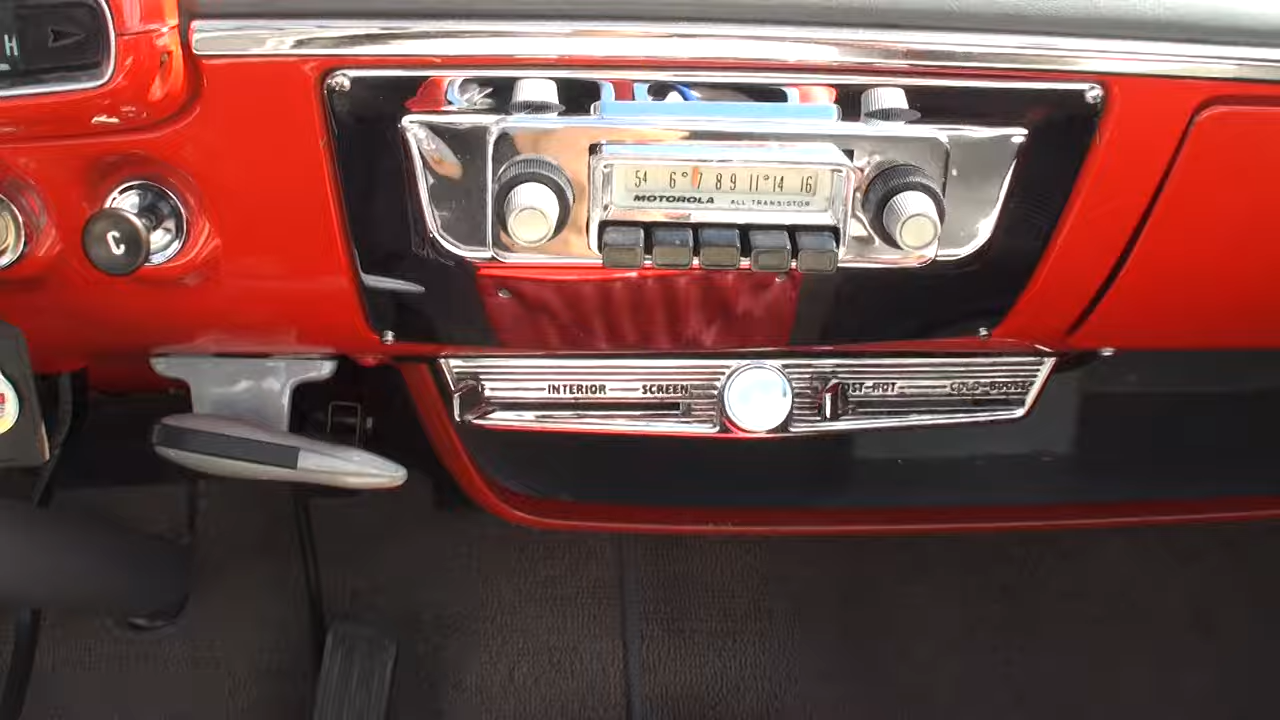 H
C
54 6° 7 8 9 11° 14 16
MOTOROLA ALL TRANSISTOR
INTERIOR SCREEN
HOT COLD